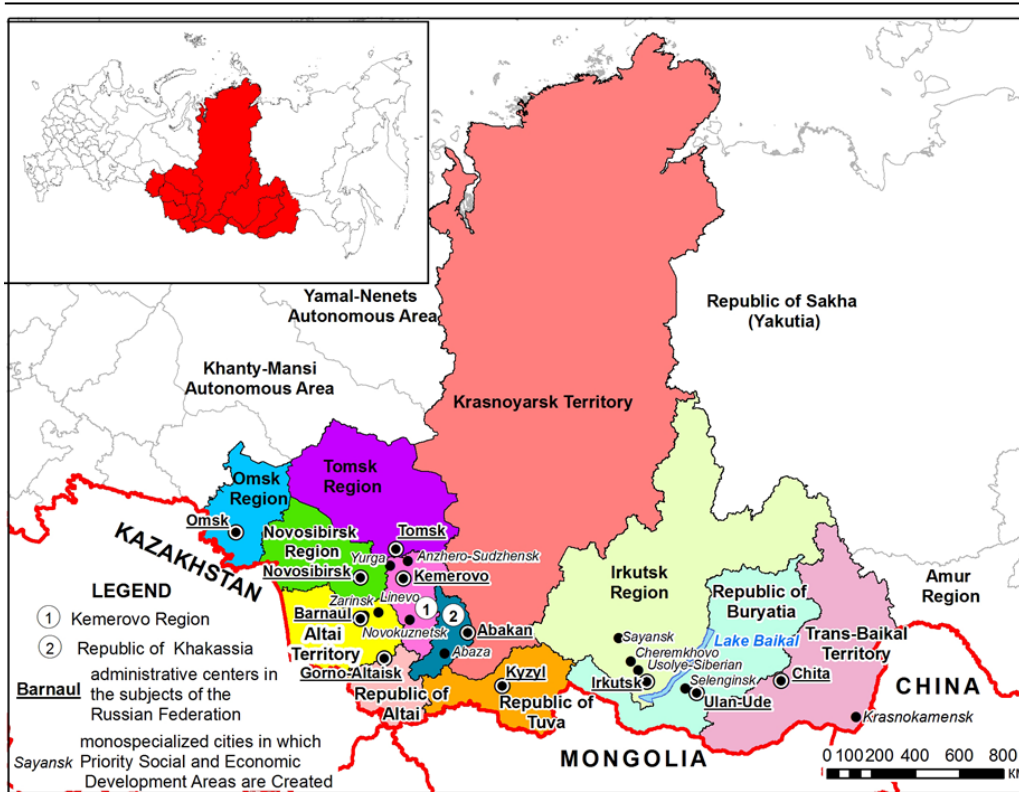 Yamal-Nenets
Autonomous Area
Republic of Sakha
(Yakutia)
Khanty-Mansi
Autonomous Area
Krasnoyarsk Territory
Omsk
Region
Tomsk
Region
Omsk
Novosibirsk
Region
Tomsk
Yurga
Anzhero-Sudzhensk
Novosibirsk
Kemerovo
KAZAKHSTAN
Irkutsk
Region
Amur
Region
Republic of
Buryatia
Zarinsk
Linevo
1
2
Barnaul
Novokuznetsk
Abakan
Altai
Territory
Abaza
Gorno-Altaisk
Republic of
Altai
Kyzyl
Republic of
Tuva
Sayansk
Cheremkhovo
Usolye-Siberian
Irkutsk
Lake Baikal
Selenginsk
Ulan-Ude
Trans-Baikal
Territory
Chita
CHINA
Krasnokamensk
MONGOLIA
LEGEND
1 Kemerovo Region
2 Republic of Khakassia
Barnaul administrative centers in
the subjects of the
Russian Federation
monospecialized cities in which
Sayansk Priority Social and Economic
Development Areas are Created
0 100 200 400 600 800
KM